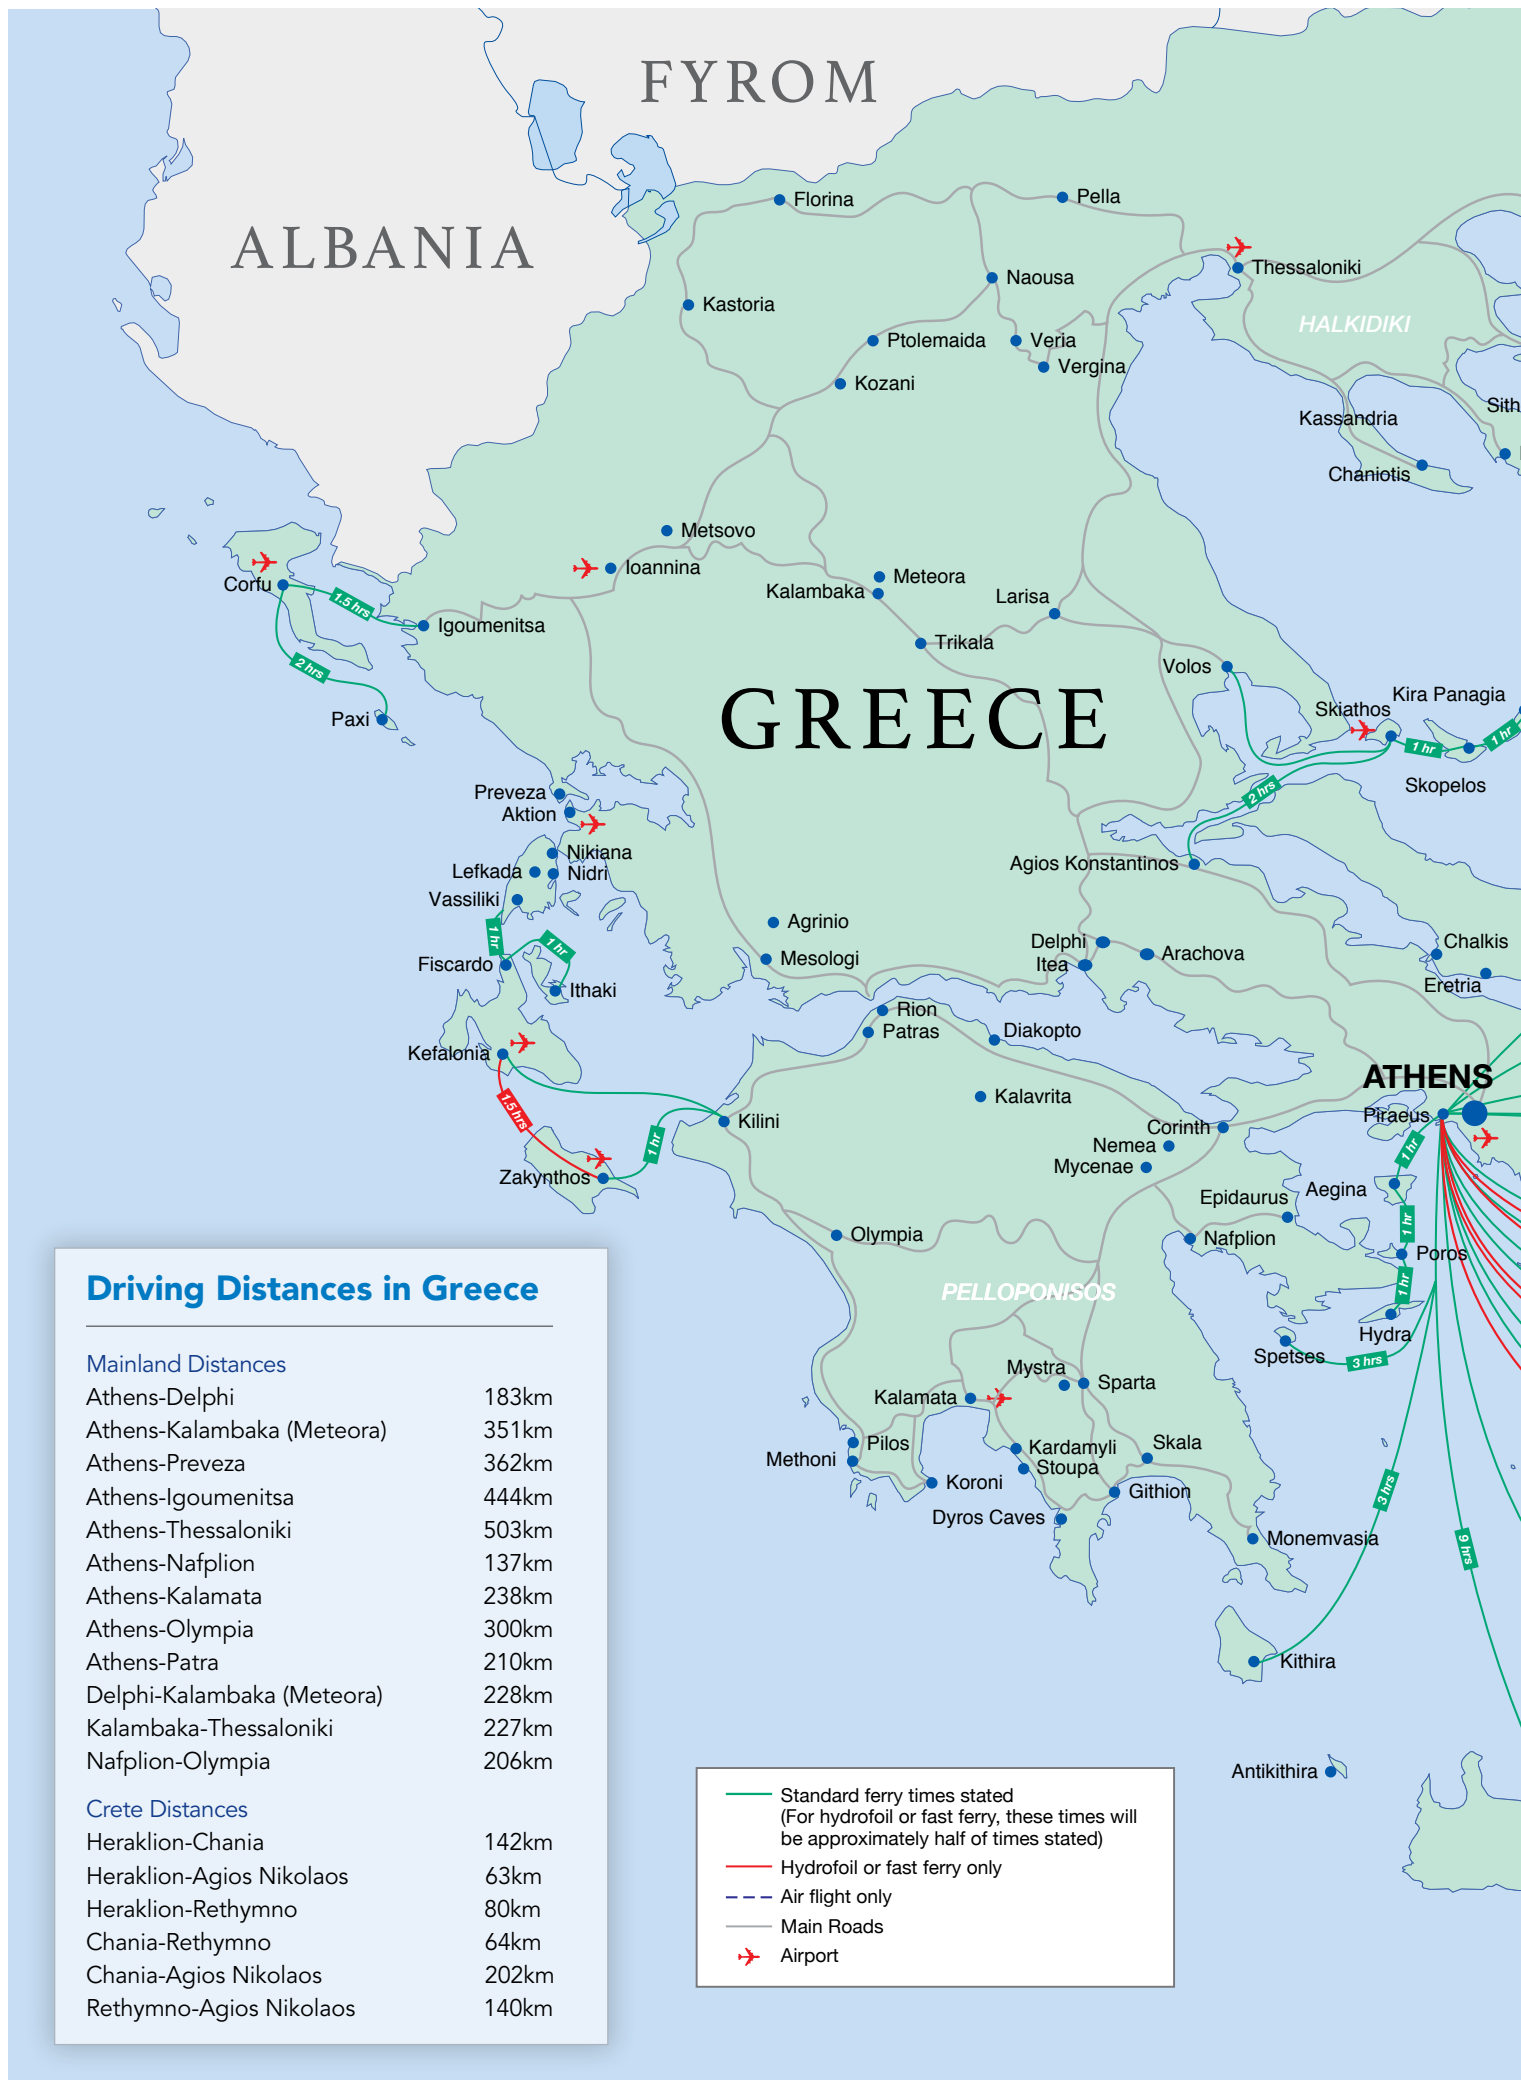 FYROM
ALBANIA
Florina
Pella
Thessaloniki
Naousa
Kastoria
HALKIDIKI
Ptolemaida
Veria
Vergina
Kozani
Sith
Kassandria
Chaniotis
Metsovo
Ioannina
Meteora
Corfu
Kalambaka
Larisa
1.5 hrs
Igoumenitsa
Trikala
2 hrs
Volos
Kira Panagia
Paxi
GREECE
Skiathos
1 hr
1 hr
Skopelos
Preveza
2 hrs
Aktion
Nikiana
Lefkada
Nidri
Agios Konstantinos
Vassiliki
Agrinio
1 hr
1 hr
Delphi
Chalkis
Arachova
Mesologi
Fiscardo
Itea
Eretria
Ithaki
Rion
Patras
Diakopto
Kefalonia
ATHENS
Kalavrita
1.5 hrs
Piraeus
Kilini
Corinth
1 hr
Nemea
1 hr
Mycenae
Zakynthos
Aegina
Epidaurus
1 hr
Olympia
Nafplion
Poros
1 hr
PELLOPONISOS
Hydra
Spetses
3 hrs
Mystra
Sparta
Kalamata
Pilos
Kardamyli
Skala
Methoni
Stoupa
Koroni
Githion
3 hrs
Dyros Caves
Monemvasia
9 hrs
Kithira
Antikithira
Driving Distances in Greece
Mainland Distances
Athens-Delphi 183km
Athens-Kalambaka (Meteora) 351km
Athens-Preveza 362km
Athens-Igoumenitsa 444km
Athens-Thessaloniki 503km
Athens-Nafplion 137km
Athens-Kalamata 238km
Athens-Olympia 300km
Athens-Patra 210km
Delphi-Kalambaka (Meteora) 228km
Kalambaka-Thessaloniki 227km
Nafplion-Olympia 206km
Crete Distances
Heraklion-Chania 142km
Heraklion-Agios Nikolaos 63km
Heraklion-Rethymno 80km
Chania-Rethymno 64km
Chania-Agios Nikolaos 202km
Rethymno-Agios Nikolaos 140km
Standard ferry times stated
(For hydrofoil or fast ferry, these times will
be approximately half of times stated)
Hydrofoil or fast ferry only
Air flight only
Main Roads
Airport